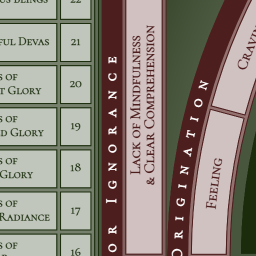 22
FUL DEVAS 21
S OF
T GLORY 20
S OF
D GLORY 19
S OF
GLORY 18
S OF
RADIANCE 17
S OF 16
OR IGNORANCE
LACK OF MINDFULNESS
& CLEAR COMPREHENSION
ORIGINATION
FEELING
CRAVIN